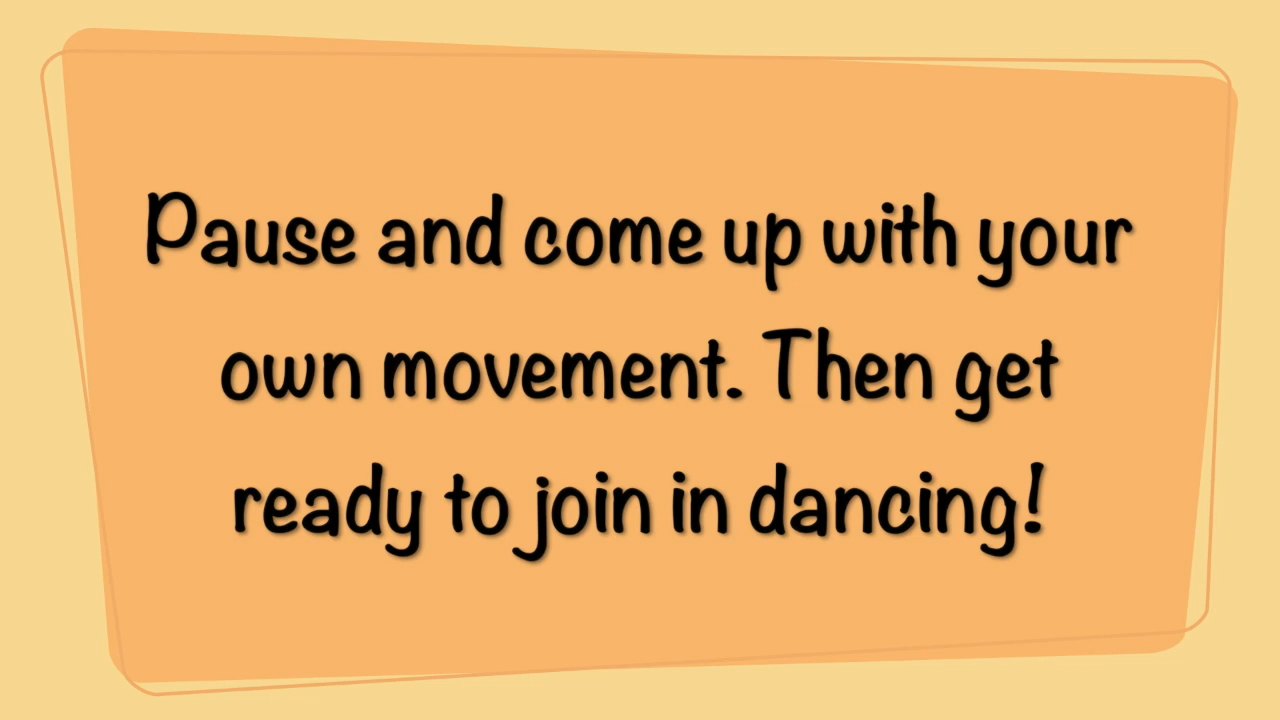 Pause and come up with your
own movement. Then get
ready to join in dancing!